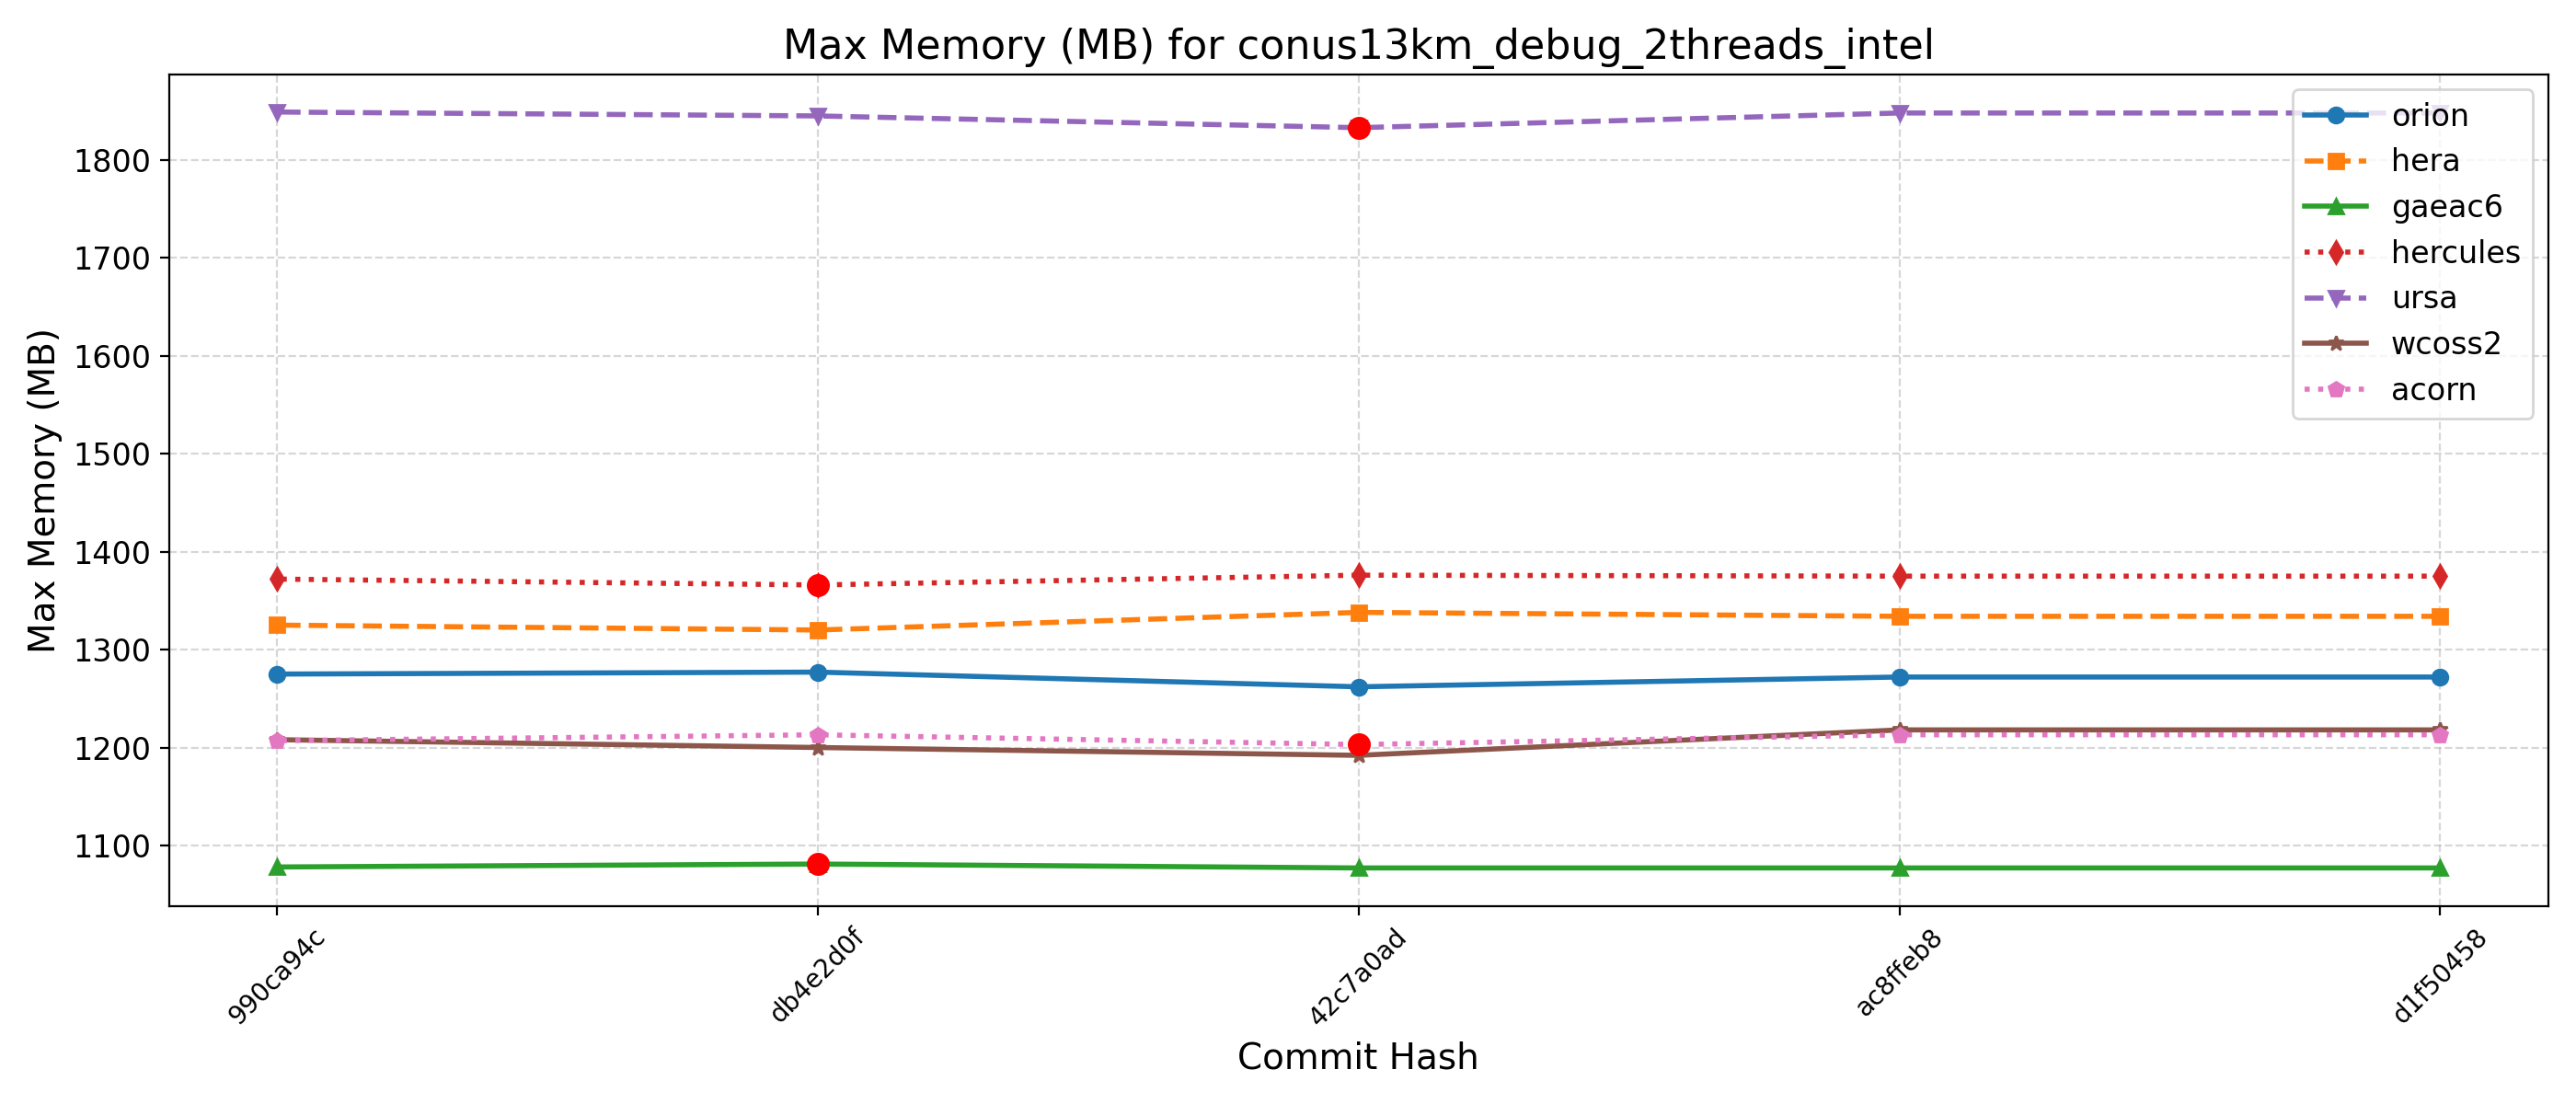 Max Memory (MB) for conus13km_debug_2threads_intel
Max Memory (MB)
1800
1700
1600
1500
1400
1300
1200
1100
orion
hera
gaeac6
hercules
ursa
wcoss2
acorn
990ca94c
db4e2d0f
42c7a0ad
ac8ffeb8
d1f50458
Commit Hash